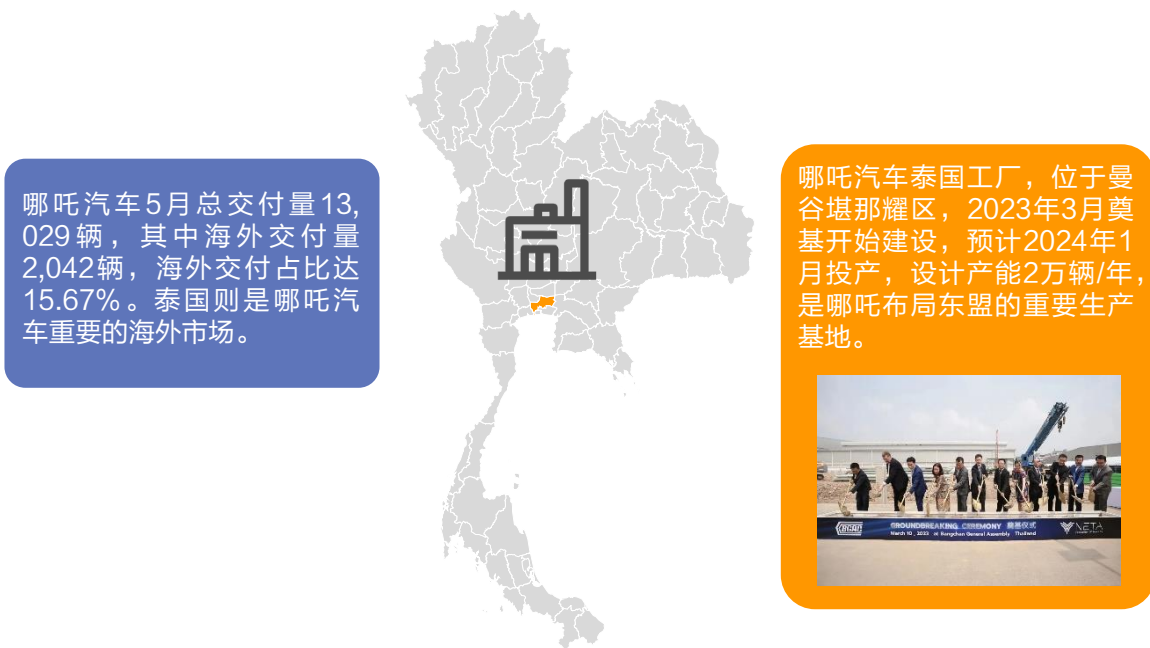 哪吒汽车5月总交付量13,
029辆，其中海外交付量
2,042辆，海外交付占比达
15.67%。泰国则是哪吒汽
车重要的海外市场。
哪吒汽车泰国工厂，位于曼
谷堪那耀区，2023年3月奠
基开始建设，预计2024年1
月投产，设计产能2万辆/年，
是哪吒布局东盟的重要生产
基地。
GROUNDBREAKING CEREMONY 奠基仪式
March 10, 2023 at Bangchan General Assembly Thailand
NETA